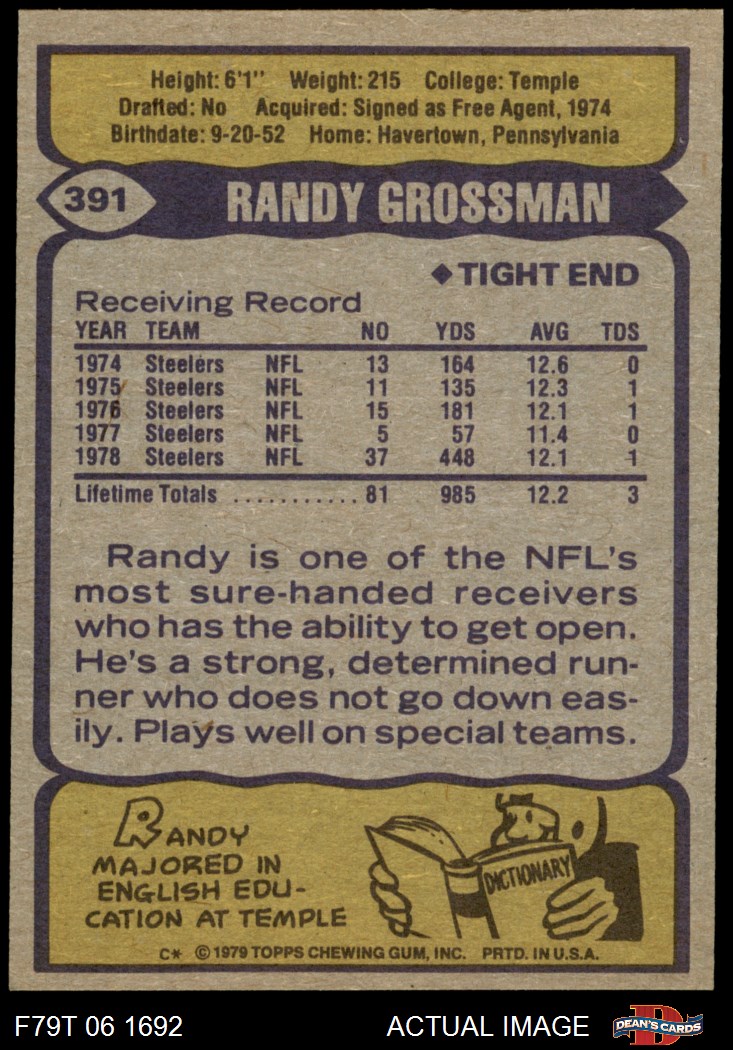 Height: 6'1" Weight: 215 College: Temple
Drafted: No Acquired: Signed as Free Agent, 1974
Birthdate: 9-20-52 Home: Havertown, Pennsylvania
391 RANDY GROSSMAN
◆ TIGHT END
Receiving Record
YEAR TEAM NO YDS AVG TDS
1974 Steelers NFL 13 164 12.6 0
1975 Steelers NFL 11 135 12.3 1
1976 Steelers NFL 15 181 12.1 1
1977 Steelers NFL 5 57 11.4 0
1978 Steelers NFL 37 448 12.1 1
Lifetime Totals ............ 81 985 12.2 3
Randy is one of the NFL's
most sure-handed receivers
who has the ability to get open.
He's a strong, determined run-
ner who does not go down eas-
ily. Plays well on special teams.
RANDY
MAJORED IN
ENGLISH EDU-
CATION AT TEMPLE
DICTIONARY
C* © 1979 TOPPS CHEWING GUM, INC. PRTD. IN U.S.A.
F79T 06 1692 ACTUAL IMAGE D DEAN'S CARDS